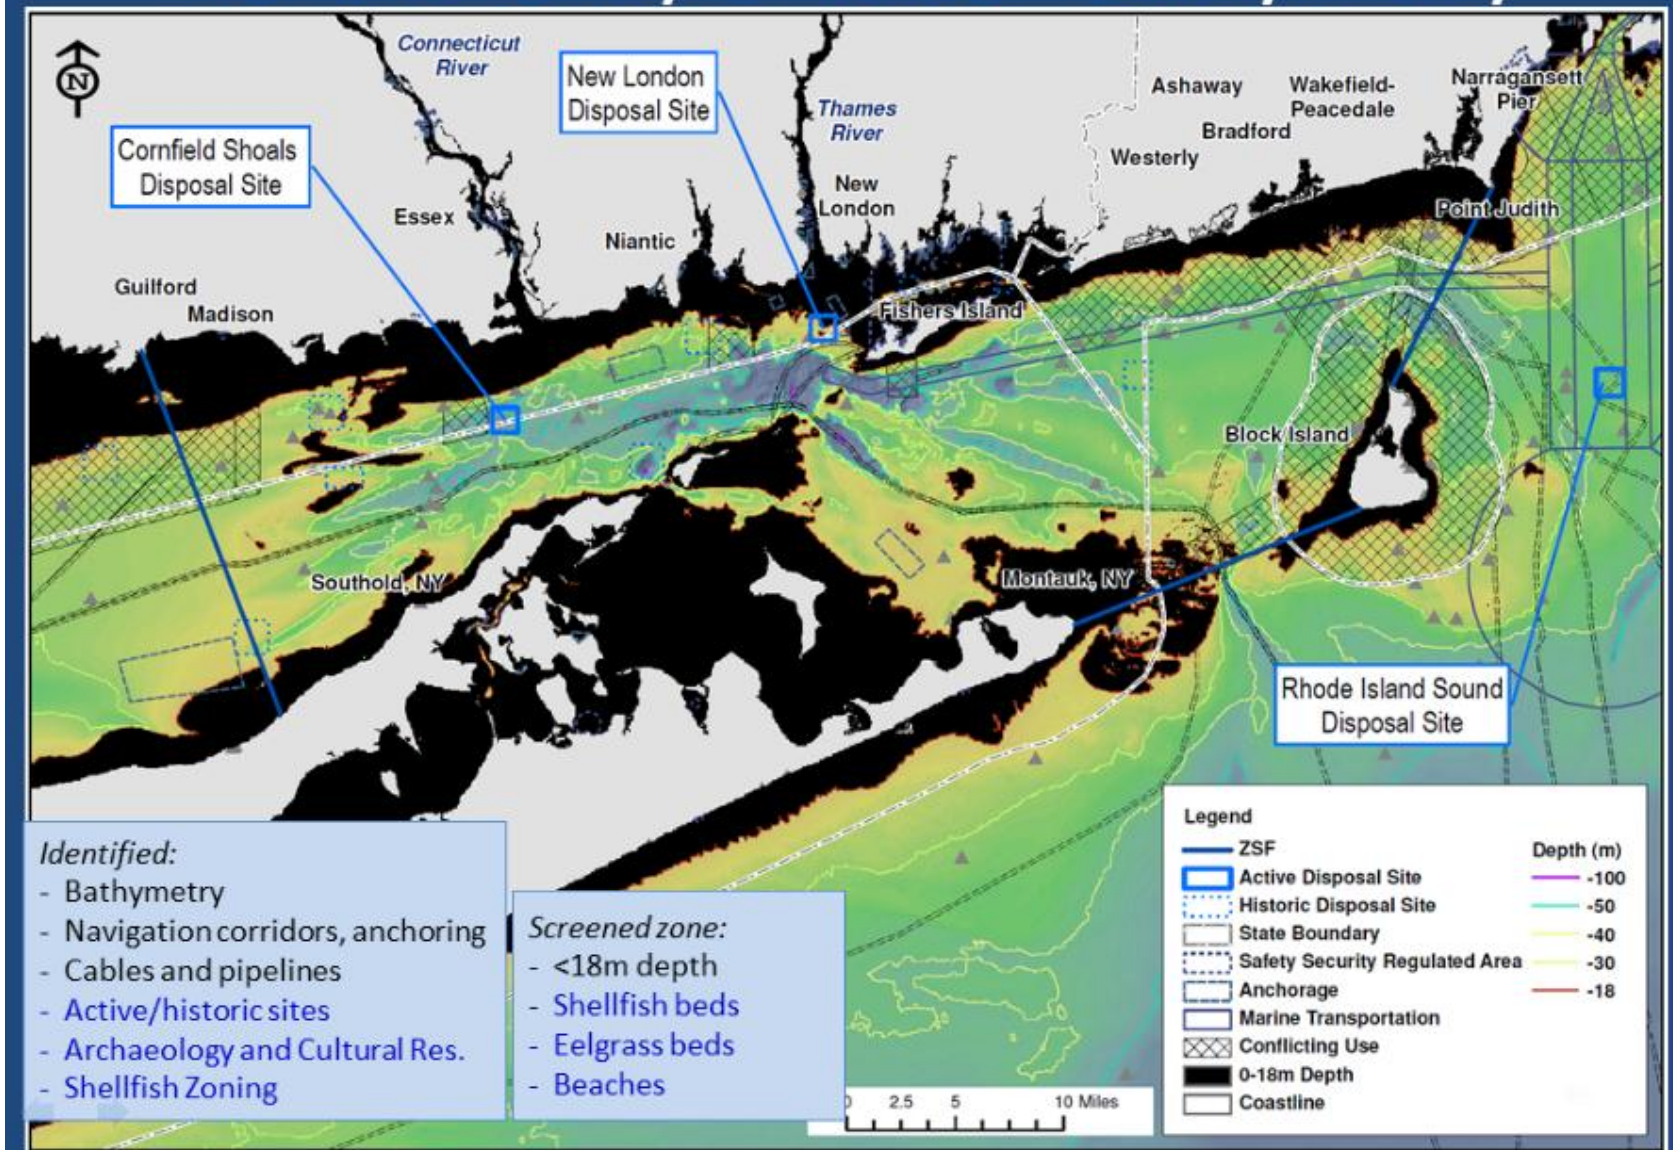 N
Connecticut
River
New London
Disposal Site
Thames
River
Ashaway
Wakefield-
Peacedale
Narragansett
Pier
Bradford
Westerly
Cornfield Shoals
Disposal Site
New
London
Essex
Niantic
Point Judith
Guilford
Madison
Fishers Island
Block Island
Southold, NY
Montauk, NY
Rhode Island Sound
Disposal Site
Identified:
- Bathymetry
- Navigation corridors, anchoring
- Cables and pipelines
- Active/historic sites
- Archaeology and Cultural Res.
- Shellfish Zoning
Screened zone:
- <18m depth
- Shellfish beds
- Eelgrass beds
- Beaches
0 2.5 5 10 Miles
Legend
ZSF
Active Disposal Site
Historic Disposal Site
State Boundary
Safety Security Regulated Area
Anchorage
Marine Transportation
Conflicting Use
0-18m Depth
Coastline
Depth (m)
-100
-50
-40
-30
-18